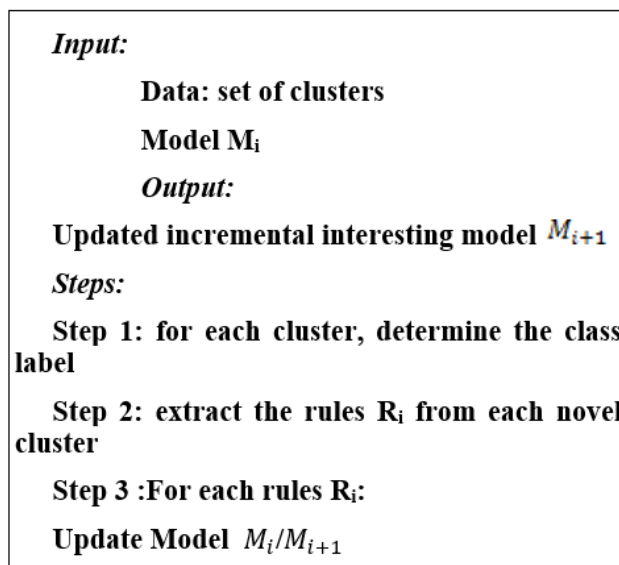 Input:
Data: set of clusters
Model Mᵢ
Output:
Updated incremental interesting model Mᵢ₊₁
Steps:
Step 1: for each cluster, determine the class
label
Step 2: extract the rules Rᵢ from each novel
cluster
Step 3 :For each rules Rᵢ:
Update Model Mᵢ/Mᵢ₊₁